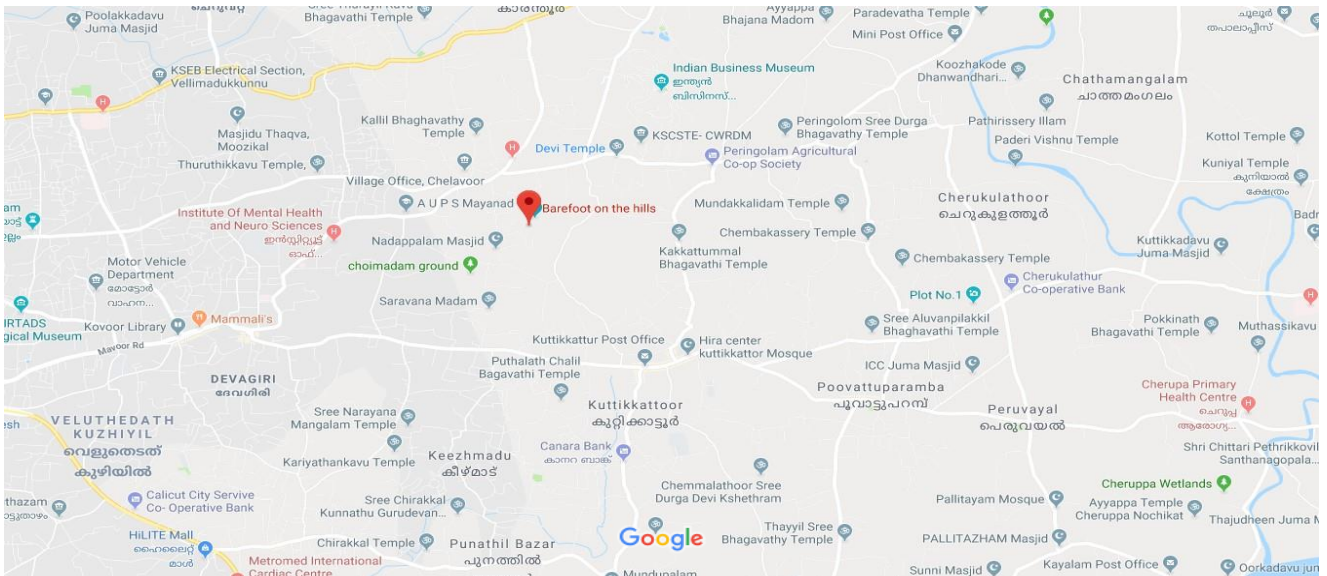 Poolakkadavu
Juma Masjid
Bhagavathi Temple
കാരന്തൂർ
Ayyappa
Bhajana Madom
Paradevatha Temple
Mini Post Office
ചൂലൂർ
തപാലാപ്പീസ്
KSEB Electrical Section,
Vellimadukkunnu
Indian Business Museum
ഇന്ത്യൻ
ബിസിനസ്...
Koozhakode
Dhanwandhari...
Chathamangalam
ചാത്തമംഗലം
Masjidu Thaqva,
Moozikal
Kallil Bhaghavathy
Temple
KSCSTE- CWRDM
Peringolom Sree Durga
Bhagavathy Temple
Pathirissery Illam
Paderi Vishnu Temple
Kottol Temple
Thuruthikkavu Temple,
Devi Temple
Peringolam Agricultural
Co-op Society
Kuniyal Temple
കുനിയാൽ
ക്ഷേത്രം
Village Office, Chelavoor
A U P S Mayanad
Barefoot on the hills
Mundakkalidam Temple
Cherukulathoor
ചെറുകുളത്തൂർ
Institute Of Mental Health
and Neuro Sciences
ഇൻസ്റ്റിറ്റ്യൂട്ട്
ഓഫ്...
Nadappalam Masjid
Chembakassery Temple
Kakkattummal
Bhagavathi Temple
Kuttikkadavu
Juma Masjid
choimadam ground
Chembakassery Temple
Motor Vehicle
Department
മോട്ടോർ
വാഹന...
Cherukulathur
Co-operative Bank
Saravana Madam
Plot No.1
Kovoor Library
Mammali's
Mavoor Rd
Sree Aluvanpilakkil
Bhaghavathi Temple
Pokkinath
Bhagavathi Temple
Muthassikavu
Kuttikkattur Post Office
Hira center
kuttikkattor Mosque
Puthalath Chalil
Bagavathi Temple
ICC Juma Masjid
DEVAGIRI
ദേവഗിരി
Poovattuparamba
പൂവാട്ടുപറമ്പ്
Cherupa Primary
Health Centre
ചെറുപ്പ
ആരോഗ്യ...
Kuttikkattoor
കുറ്റിക്കാട്ടൂർ
Peruvayal
പെരുവയൽ
VELUTHEDATH
KUZHIYIL
വെളുതെടത്
കുഴിയിൽ
Sree Narayana
Mangalam Temple
Kariyathankavu Temple
Keezhmadu
കീഴ്മാട്
Canara Bank
കാനറ ബാങ്ക്
Shri Chittari Pethrikkovil
Santhanagopala...
Chemmalathoor Sree
Durga Devi Kshethram
Cheruppa Wetlands
Calicut City Servive
Co- Operative Bank
Sree Chirakkal
Kunnathu Gurudevan...
Pallitayam Mosque
Ayyappa Temple
Cheruppa Nochikat
Thajudheen Juma M
HiLITE Mall
ഹൈലൈറ്റ്
മാൾ
Chirakkal Temple
Punathil Bazar
പുനത്തിൽ
Google
Thayyil Sree
Bhagavathy Temple
PALLITAZHAM Masjid
Metromed International
Cardiac Centre
Mundupalam
Sunni Masjid
Kayalam Post Office
Oorkadavu jun